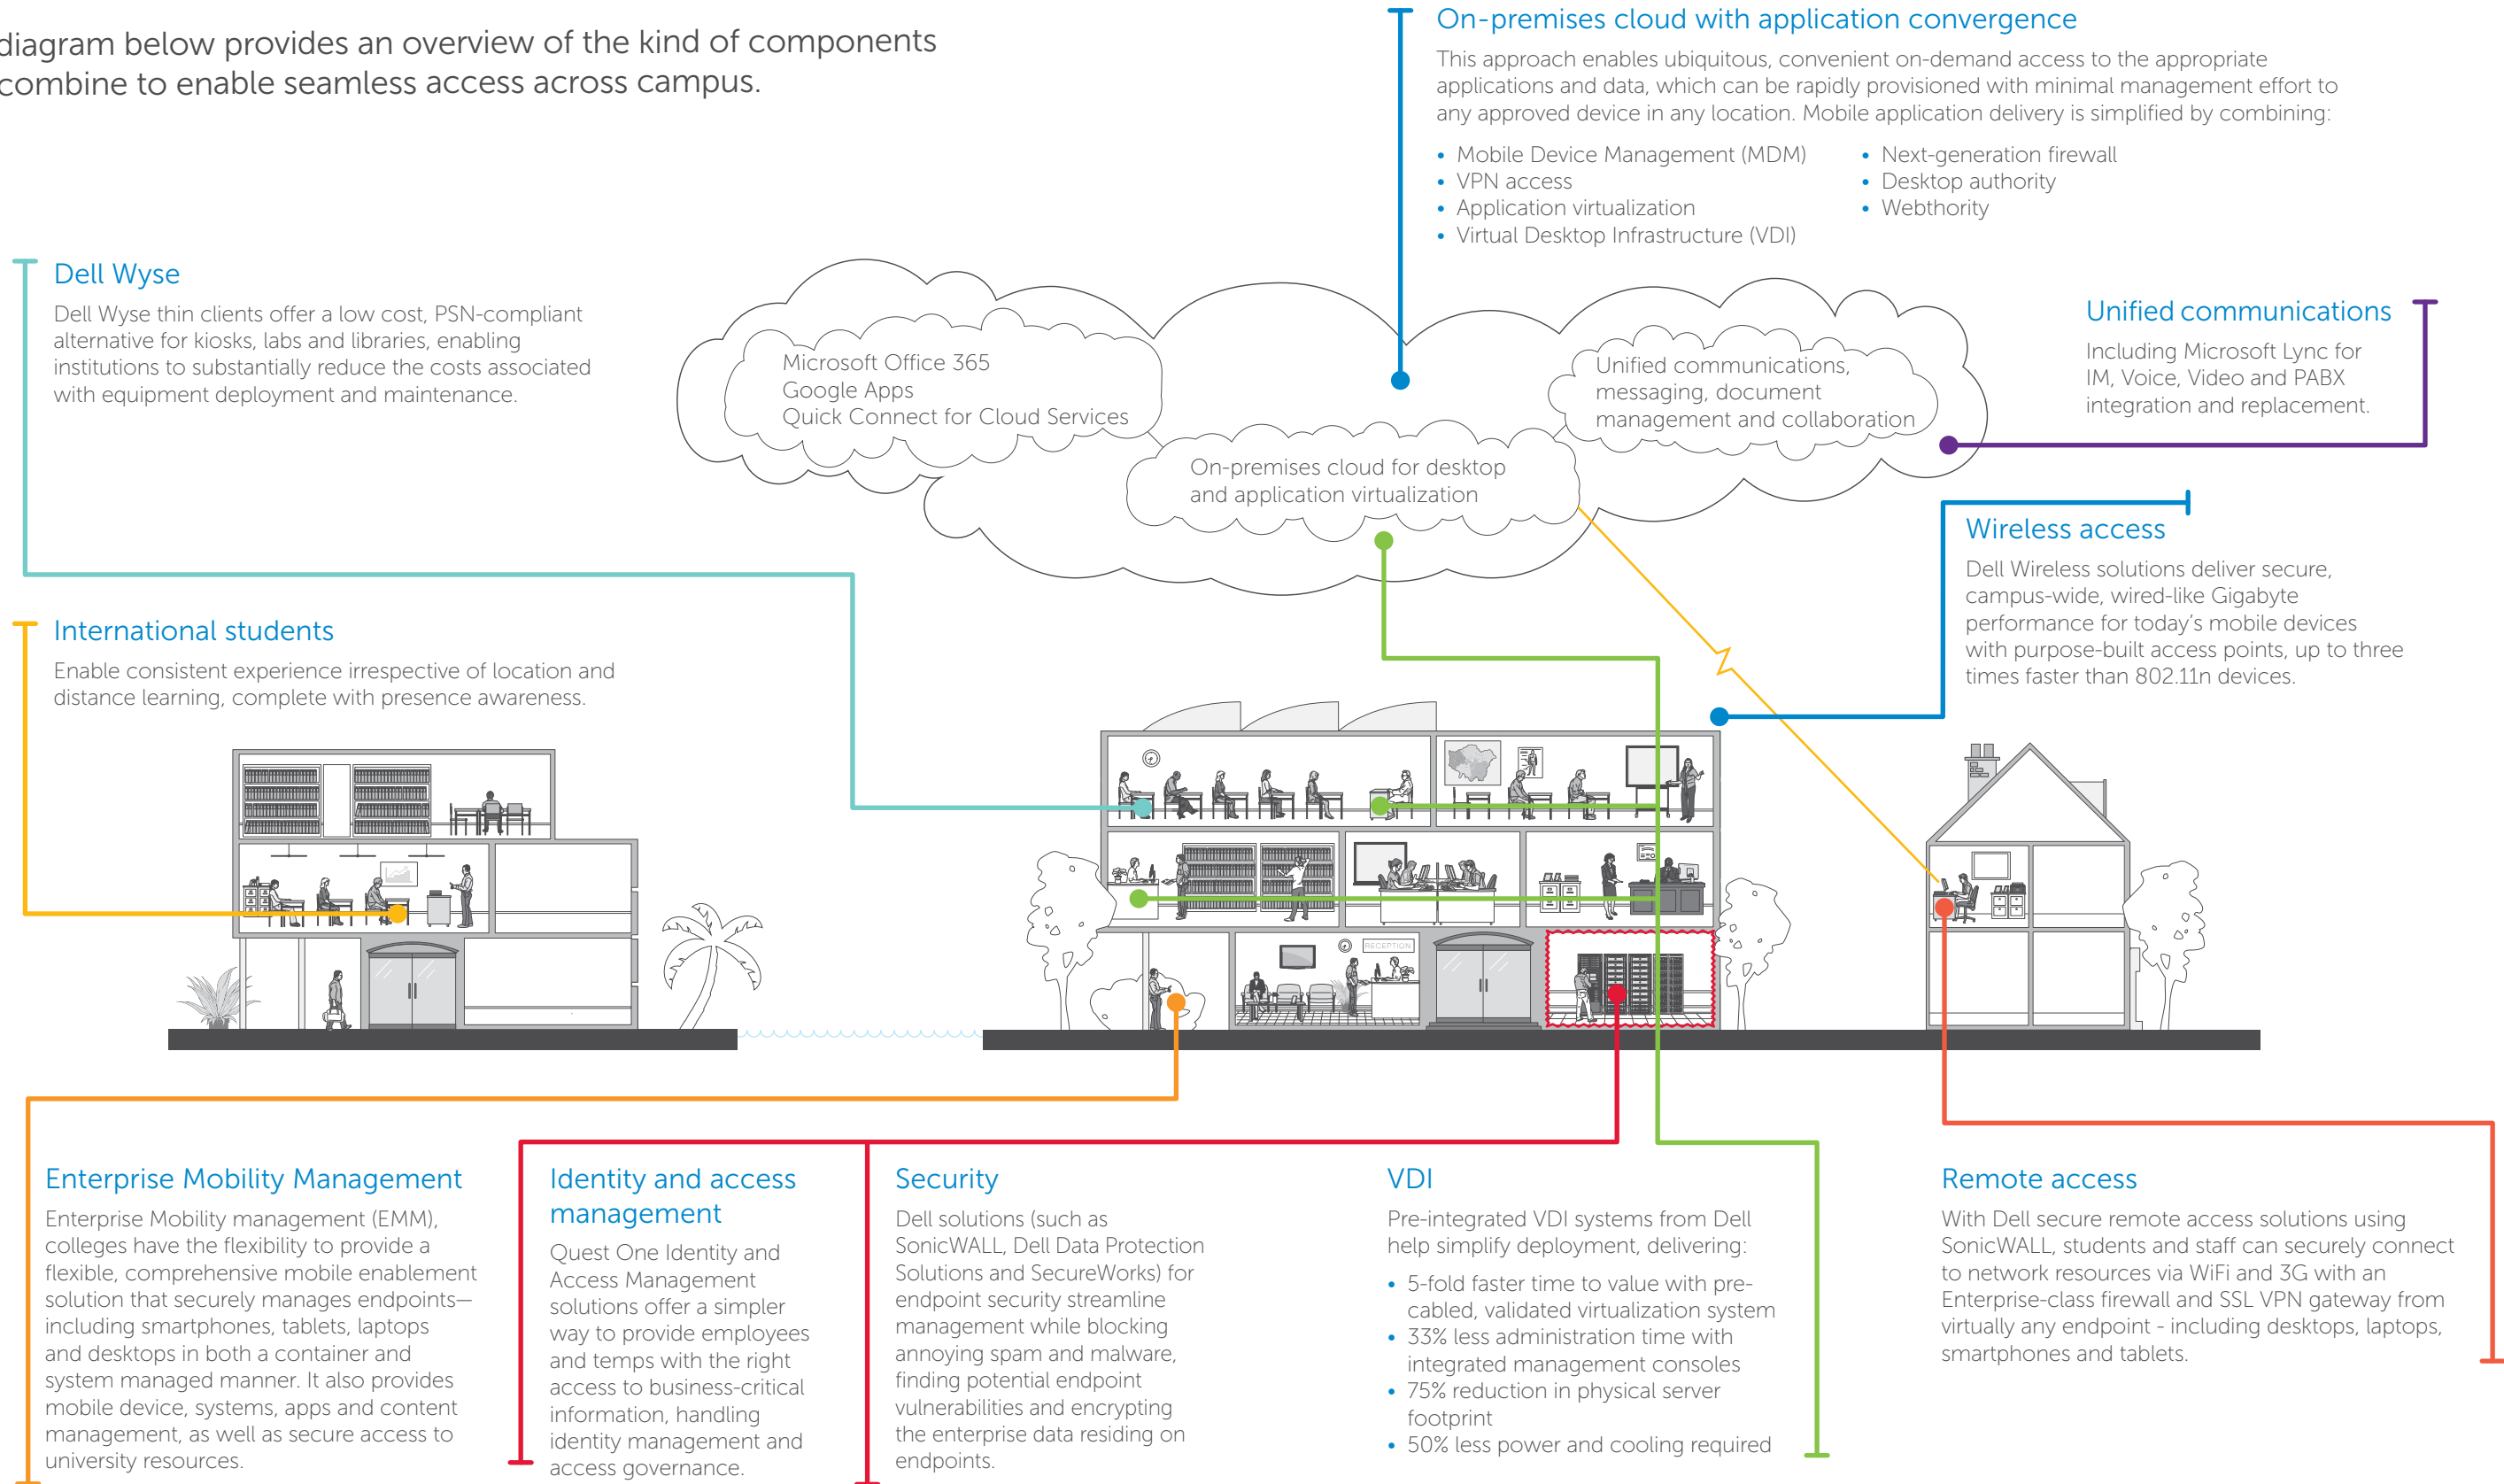 diagram below provides an overview of the kind of components
combine to enable seamless access across campus.
On-premises cloud with application convergence
This approach enables ubiquitous, convenient on-demand access to the appropriate
applications and data, which can be rapidly provisioned with minimal management effort to
any approved device in any location. Mobile application delivery is simplified by combining:
• Mobile Device Management (MDM)
• VPN access
• Application virtualization
• Virtual Desktop Infrastructure (VDI)
• Next-generation firewall
• Desktop authority
• Webthority
Dell Wyse
Dell Wyse thin clients offer a low cost, PSN-compliant
alternative for kiosks, labs and libraries, enabling
institutions to substantially reduce the costs associated
with equipment deployment and maintenance.
Microsoft Office 365
Google Apps
Quick Connect for Cloud Services
Unified communications,
messaging, document
management and collaboration
On-premises cloud for desktop
and application virtualization
Unified communications
Including Microsoft Lync for
IM, Voice, Video and PABX
integration and replacement.
Wireless access
Dell Wireless solutions deliver secure,
campus-wide, wired-like Gigabyte
performance for today's mobile devices
with purpose-built access points, up to three
times faster than 802.11n devices.
International students
Enable consistent experience irrespective of location and
distance learning, complete with presence awareness.
RECEPTION
Enterprise Mobility Management
Enterprise Mobility management (EMM),
colleges have the flexibility to provide a
flexible, comprehensive mobile enablement
solution that securely manages endpoints—
including smartphones, tablets, laptops
and desktops in both a container and
system managed manner. It also provides
mobile device, systems, apps and content
management, as well as secure access to
university resources.
Identity and access
management
Quest One Identity and
Access Management
solutions offer a simpler
way to provide employees
and temps with the right
access to business-critical
information, handling
identity management and
access governance.
Security
Dell solutions (such as
SonicWALL, Dell Data Protection
Solutions and SecureWorks) for
endpoint security streamline
management while blocking
annoying spam and malware,
finding potential endpoint
vulnerabilities and encrypting
the enterprise data residing on
endpoints.
VDI
Pre-integrated VDI systems from Dell
help simplify deployment, delivering:
• 5-fold faster time to value with pre-
cabled, validated virtualization system
• 33% less administration time with
integrated management consoles
• 75% reduction in physical server
footprint
• 50% less power and cooling required
Remote access
With Dell secure remote access solutions using
SonicWALL, students and staff can securely connect
to network resources via WiFi and 3G with an
Enterprise-class firewall and SSL VPN gateway from
virtually any endpoint - including desktops, laptops,
smartphones and tablets.